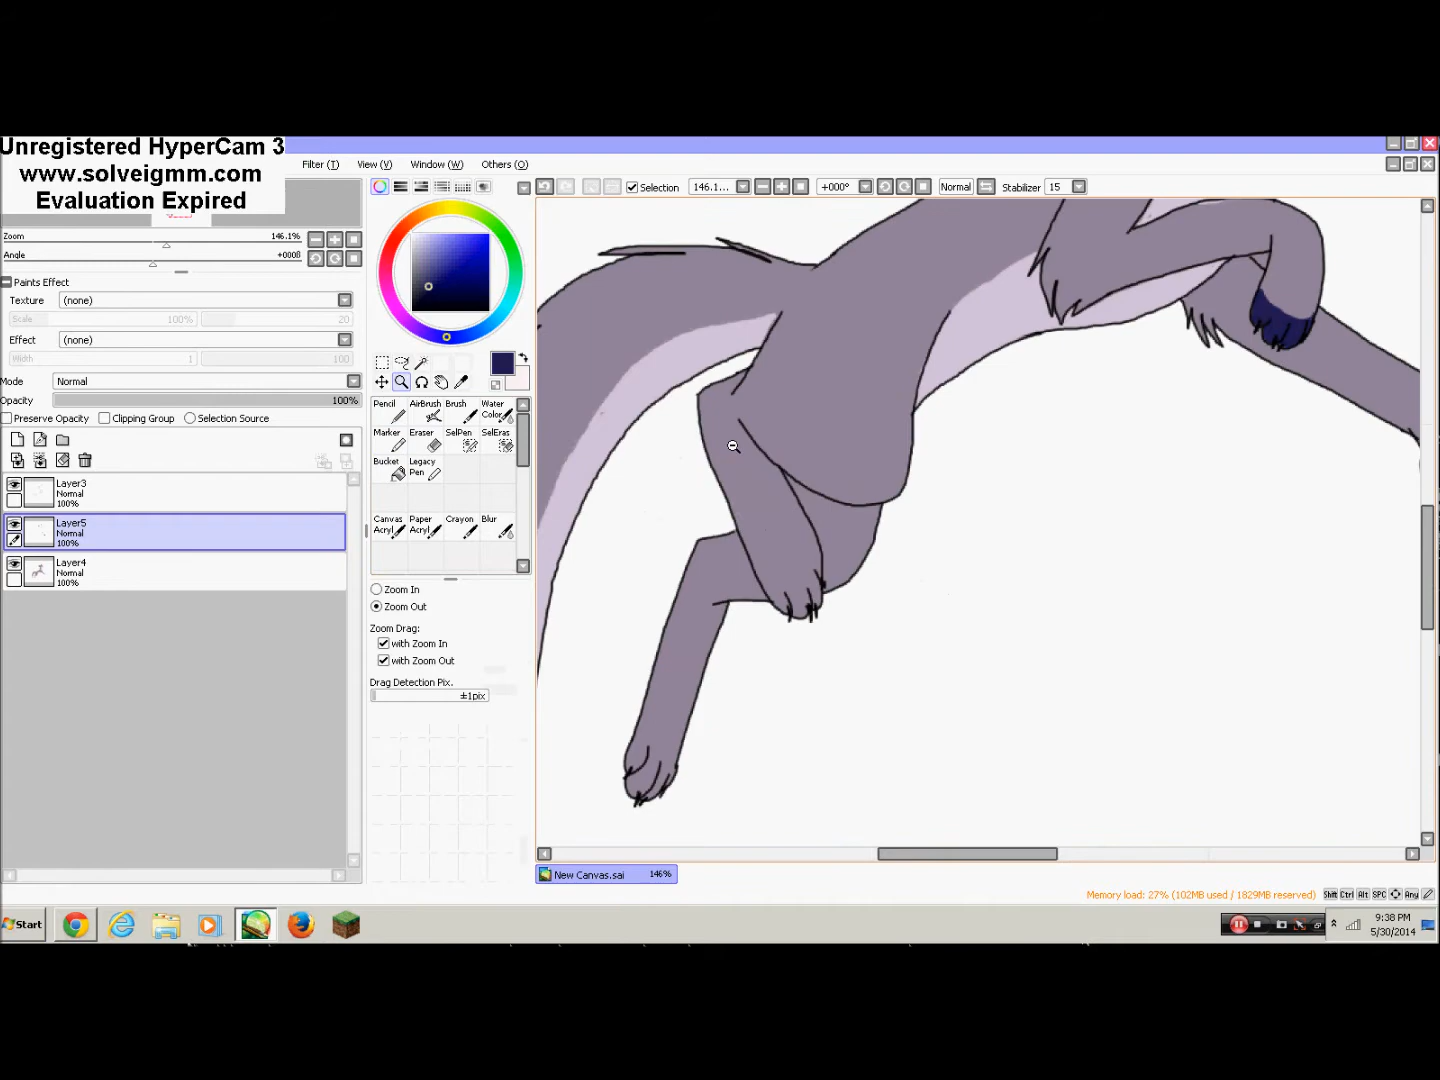 Unregistered HyperCam 3
www.solveigmm.com
Evaluation Expired
Filter (T) View (V) Window (W) Others (O)
Selection 146.1... +000° Normal Stabilizer 15
Zoom 146.1%
Angle +000B
Paints Effect
Texture (none)
Scale 100% 20
Effect (none)
Width 1 100
Mode Normal
Opacity 100%
Preserve Opacity Clipping Group Selection Source
Layer3
Normal
100%
Layer5
Normal
100%
Layer4
Normal
100%
Pencil AirBrush Brush Water Color
Marker Eraser SelPen SelEras
Bucket Legacy Pen
Canvas Acryl Paper Acryl Crayon Blur
Zoom In
Zoom Out
Zoom Drag:
with Zoom In
with Zoom Out
Drag Detection Pix.
±1pix
New Canvas.sai 146%
Memory load: 27% (102MB used / 1829MB reserved) Shift Ctrl Alt SPC Any
Start
9:38 PM
5/30/2014